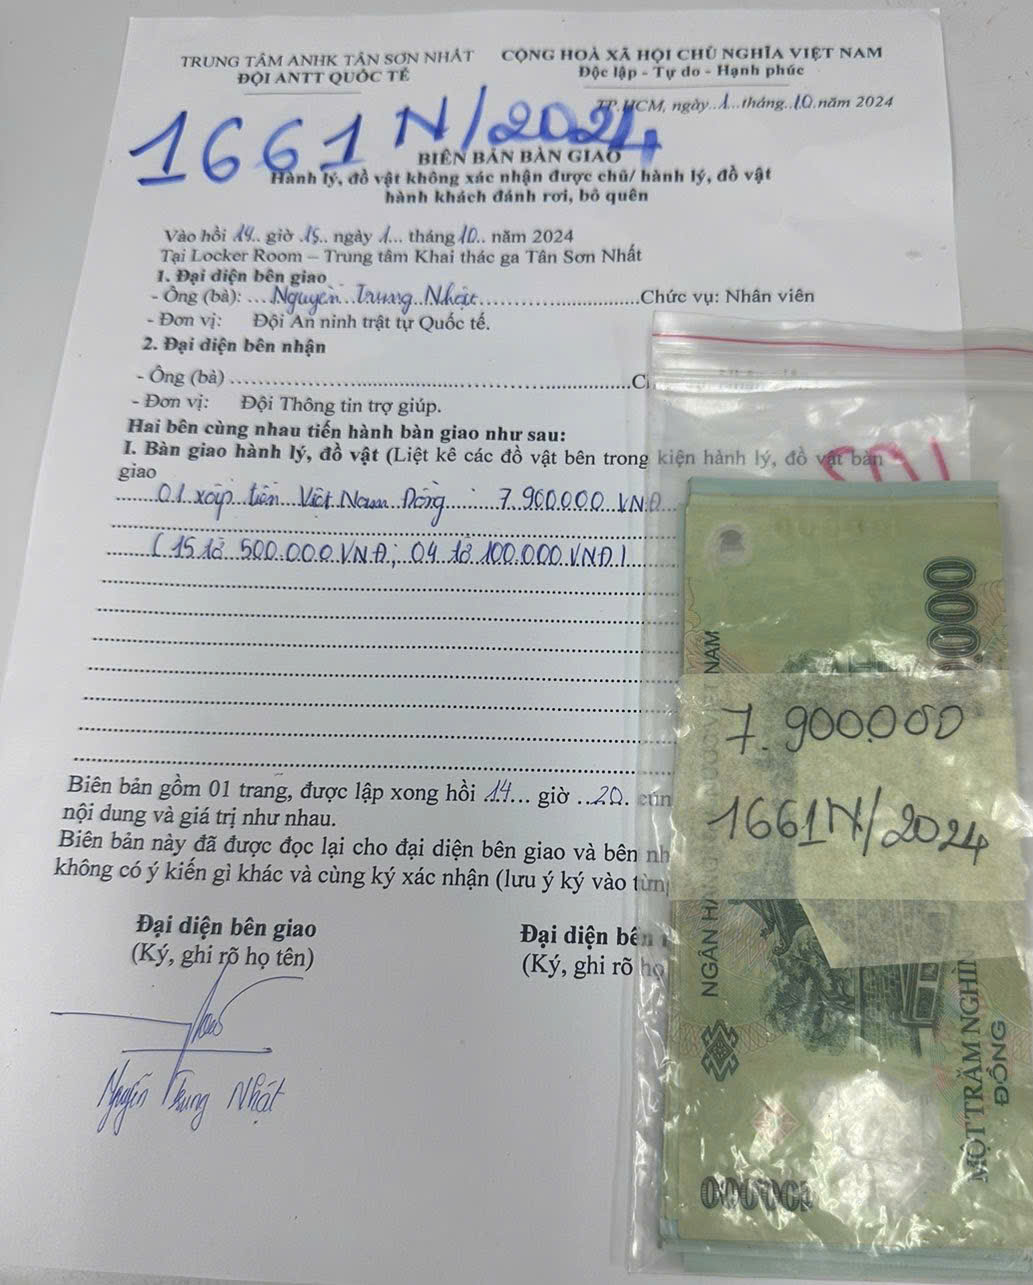 TRUNG TÂM ANHK TÂN SƠN NHẤT
ĐỘI ANTT QUỐC TẾ
CỘNG HOÀ XÃ HỘI CHỦ NGHĨA VIỆT NAM
Độc lập - Tự do - Hạnh phúc
TP.HCM, ngày..1...tháng..10.năm 2024
1661N/2024
BIÊN BẢN BÀN GIAO
Hành lý, đồ vật không xác nhận được chủ/ hành lý, đồ vật
hành khách đánh rơi, bỏ quên
Vào hồi 14.. giờ .15.. ngày .1... tháng 10.. năm 2024
Tại Locker Room – Trung tâm Khai thác ga Tân Sơn Nhất
1. Đại diện bên giao
- Ông (bà): ...Nguyễn..Trung..Nhật...............Chức vụ: Nhân viên
- Đơn vị: Đội An ninh trật tự Quốc tế.
2. Đại diện bên nhận
- Ông (bà) ..............................
- Đơn vị: Đội Thông tin trợ giúp.
Hai bên cùng nhau tiến hành bàn giao như sau:
I. Bàn giao hành lý, đồ vật (Liệt kê các đồ vật bên trong kiện hành lý, đồ vật bàn
giao
01 xấp tiền Việt Nam Đồng : 7.900.000 VNĐ
(15 tờ 500.000 VNĐ; 04 tờ 100.000 VNĐ)
Biên bản gồm 01 trang, được lập xong hồi .14... giờ ...20. cùn
nội dung và giá trị như nhau.
Biên bản này đã được đọc lại cho đại diện bên giao và bên nh
không có ý kiến gì khác và cùng ký xác nhận (lưu ý ký vào từn
Đại diện bên giao
(Ký, ghi rõ họ tên)
Đại diện bên
(Ký, ghi rõ họ
Nguyễn Trung Nhật
7.900.000
1661N/2024
NGÂN HÀ
NAM
MỘT TRĂM NGHÌN
ĐỒNG